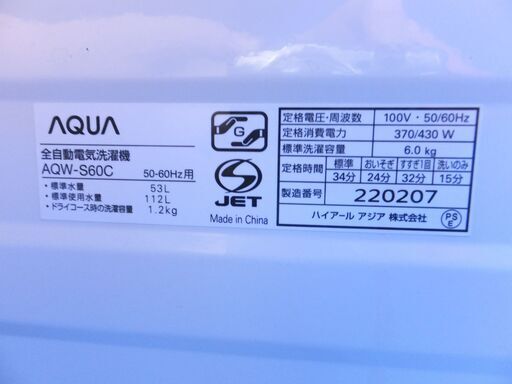 AQUA
全自動電気洗濯機
AQW-S60C 50-60Hz用
・標準水量 53L
・標準使用水量 112L
・ドライコース時の洗濯容量 1.2kg
G
S
JET
Made in China
定格電圧・周波数 100V・50/60Hz
定格消費電力 370/430 W
標準洗濯容量 6.0 kg
定格時間 標準 おいそぎ すすぎ1回 洗いのみ
34分 24分 32分 15分
製造番号 220207
ハイアール アジア 株式会社
PS
E